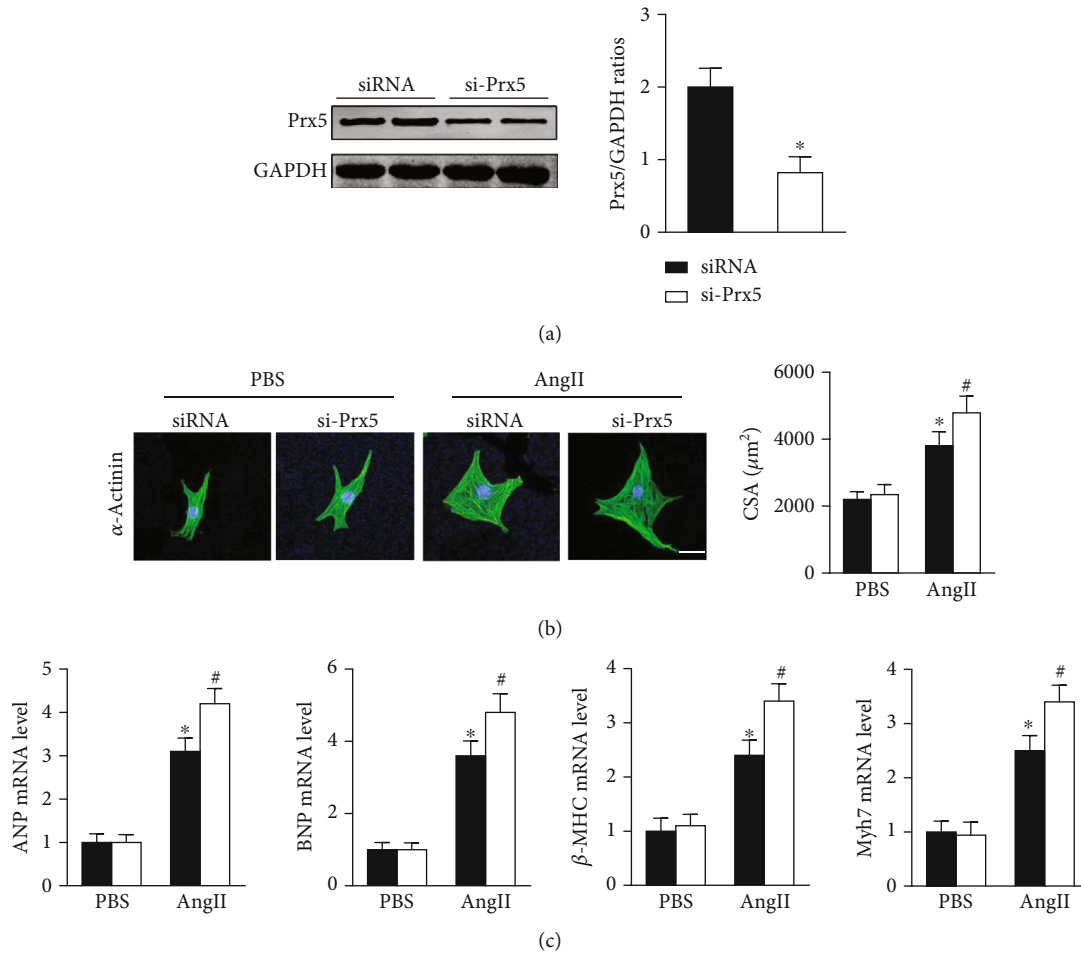 siRNA si-Prx5
Prx5
GAPDH
Prx5/GAPDH ratios
3
2
1
0
*
siRNA
si-Prx5
(a)
PBS AngII
siRNA si-Prx5 siRNA si-Prx5
α-Actinin
CSA (μm²)
6000
4000
2000
0
* #
PBS AngII
(b)
ANP mRNA level
5
4
3
2
1
0
* #
PBS AngII
BNP mRNA level
6
4
2
0
* #
PBS AngII
β-MHC mRNA level
4
3
2
1
0
* #
PBS AngII
Myh7 mRNA level
4
3
2
1
0
* #
PBS AngII
(c)